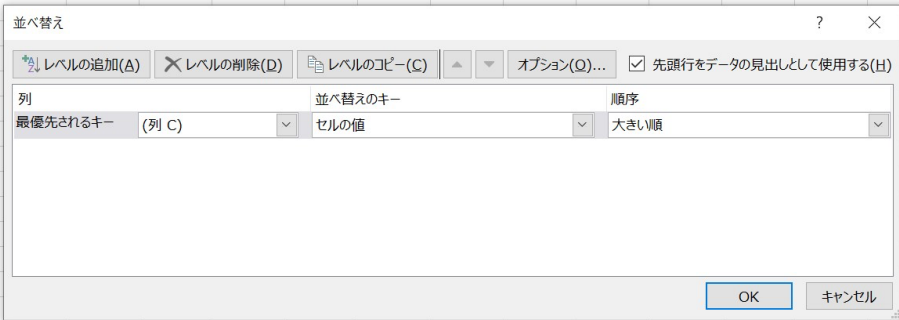 並べ替え
レベルの追加(A) レベルの削除(D) レベルのコピー(C) オプション(O)... 先頭行をデータの見出しとして使用する(H)
列 並べ替えのキー 順序
最優先されるキー (列 C) セルの値 大きい順
OK キャンセル